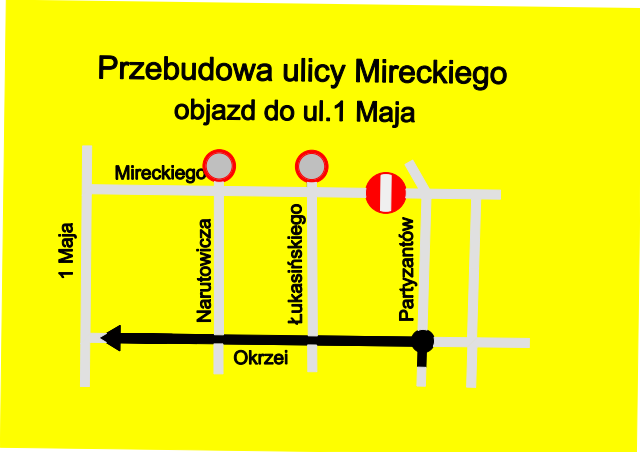 Przebudowa ulicy Mireckiego
objazd do ul.1 Maja
Mireckiego
1 Maja
Narutowicza
Łukasińskiego
Partyzantów
Okrzei